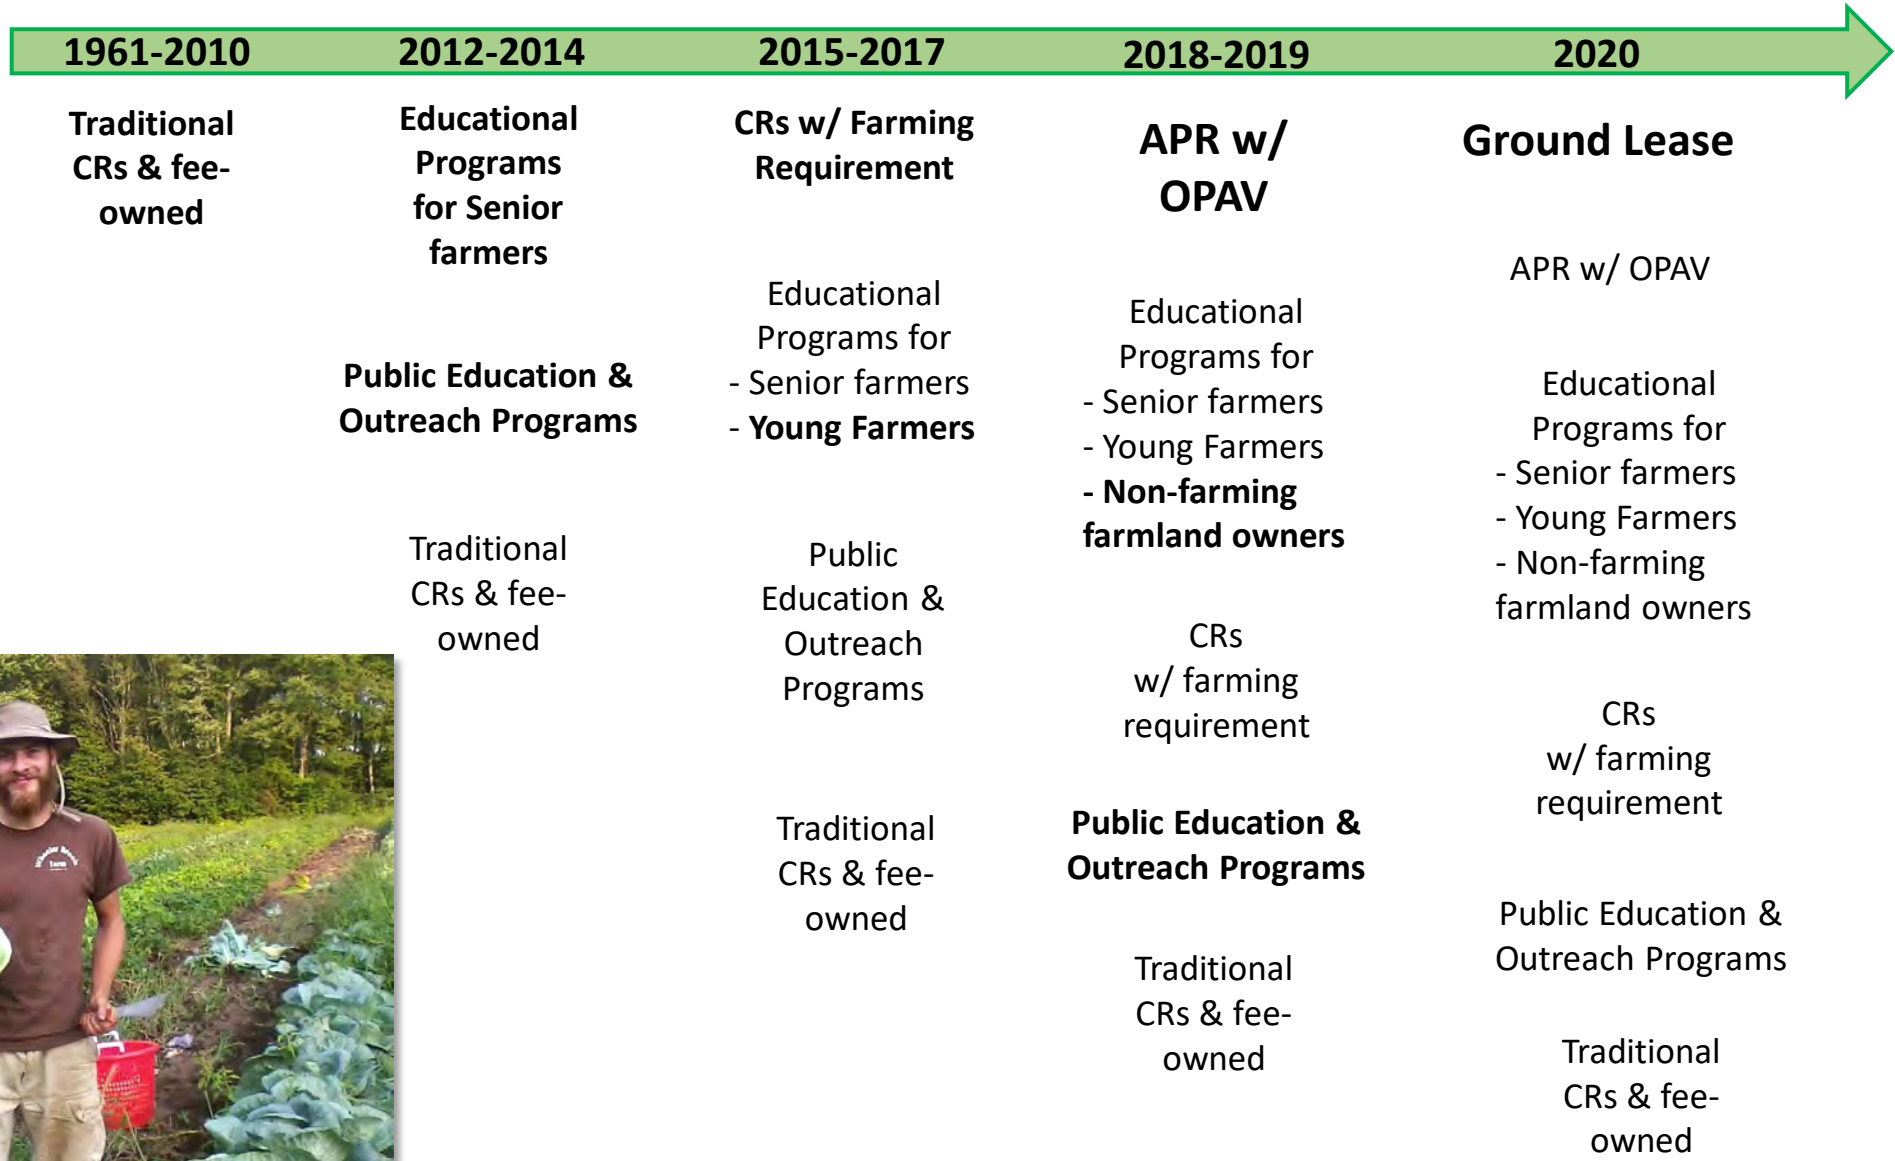 1961-2010
2012-2014
2015-2017
2018-2019
2020
Traditional
CRs & fee-
owned
Educational
Programs
for Senior
farmers
Public Education &
Outreach Programs
Traditional
CRs & fee-
owned
CRs w/ Farming
Requirement
Educational
Programs for
- Senior farmers
- Young Farmers
Public
Education &
Outreach
Programs
Traditional
CRs & fee-
owned
APR w/
OPAV
Educational
Programs for
- Senior farmers
- Young Farmers
- Non-farming
farmland owners
CRs
w/ farming
requirement
Public Education &
Outreach Programs
Traditional
CRs & fee-
owned
Ground Lease
APR w/ OPAV
Educational
Programs for
- Senior farmers
- Young Farmers
- Non-farming
farmland owners
CRs
w/ farming
requirement
Public Education &
Outreach Programs
Traditional
CRs & fee-
owned
Wheeler Brook
Farm